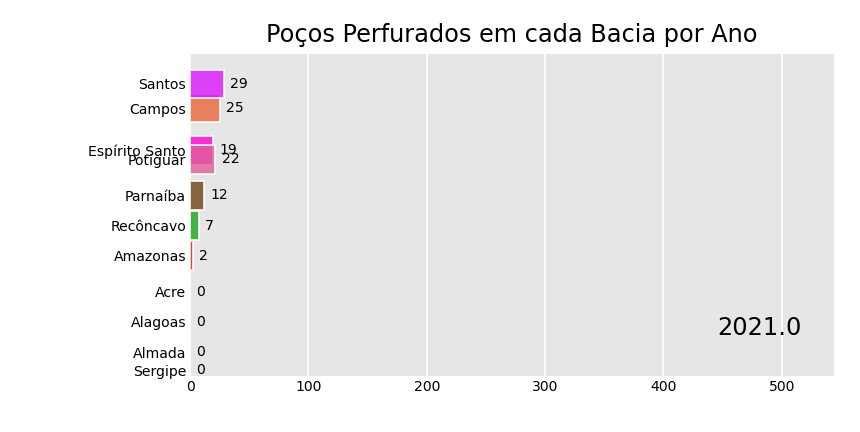 Poços Perfurados em cada Bacia por Ano
Santos 29
Campos 25
Espírito Santo 19
Potiguar 22
Parnaíba 12
Recôncavo 7
Amazonas 2
Acre 0
Alagoas 0
2021.0
Almada 0
Sergipe 0
0 100 200 300 400 500